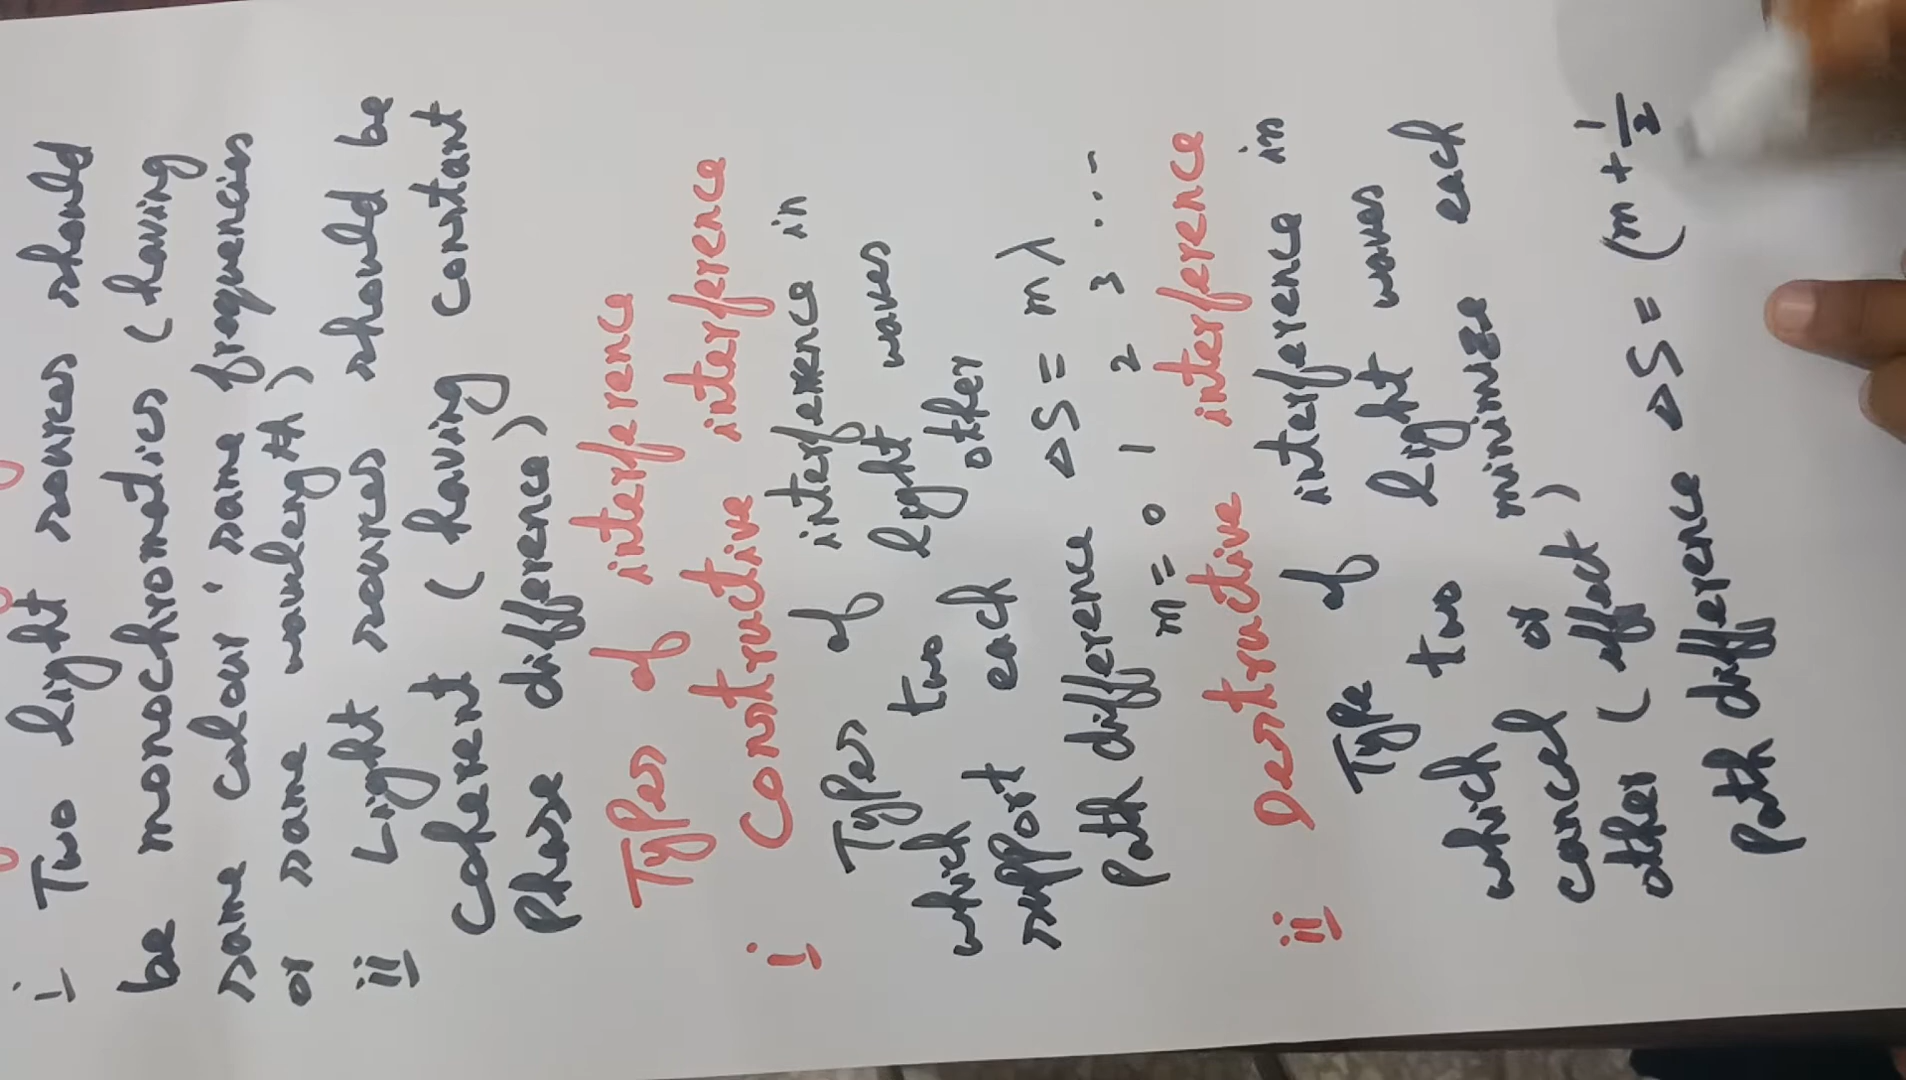 i Two light sources should
be monochromatics (having
same colour, same frequencies
or same wavelength)
ii Light sources should be
coherent (having constant
phase difference)
Types of interference
i Constructive interference
Types of interference in
which two light waves
support each other
path difference ΔS = mλ
m = 0 1 2 3 ...
ii Destructive interference
Type of interference in
which two light waves
cancel or minimize each
other (effect)
path difference ΔS = (m + 1/2